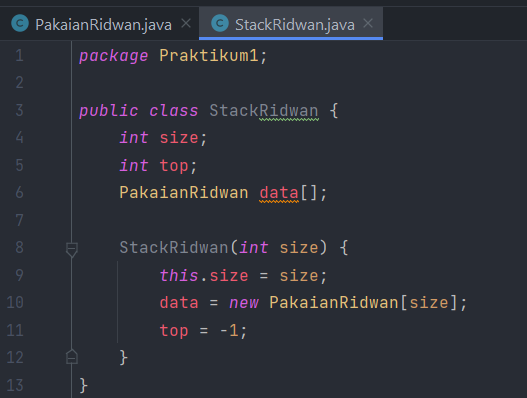 PakaianRidwan.java StackRidwan.java
1 package Praktikum1;
2
3 public class StackRidwan {
4     int size;
5     int top;
6     PakaianRidwan data[];
7
8     StackRidwan(int size) {
9         this.size = size;
10         data = new PakaianRidwan[size];
11         top = -1;
12     }
13 }